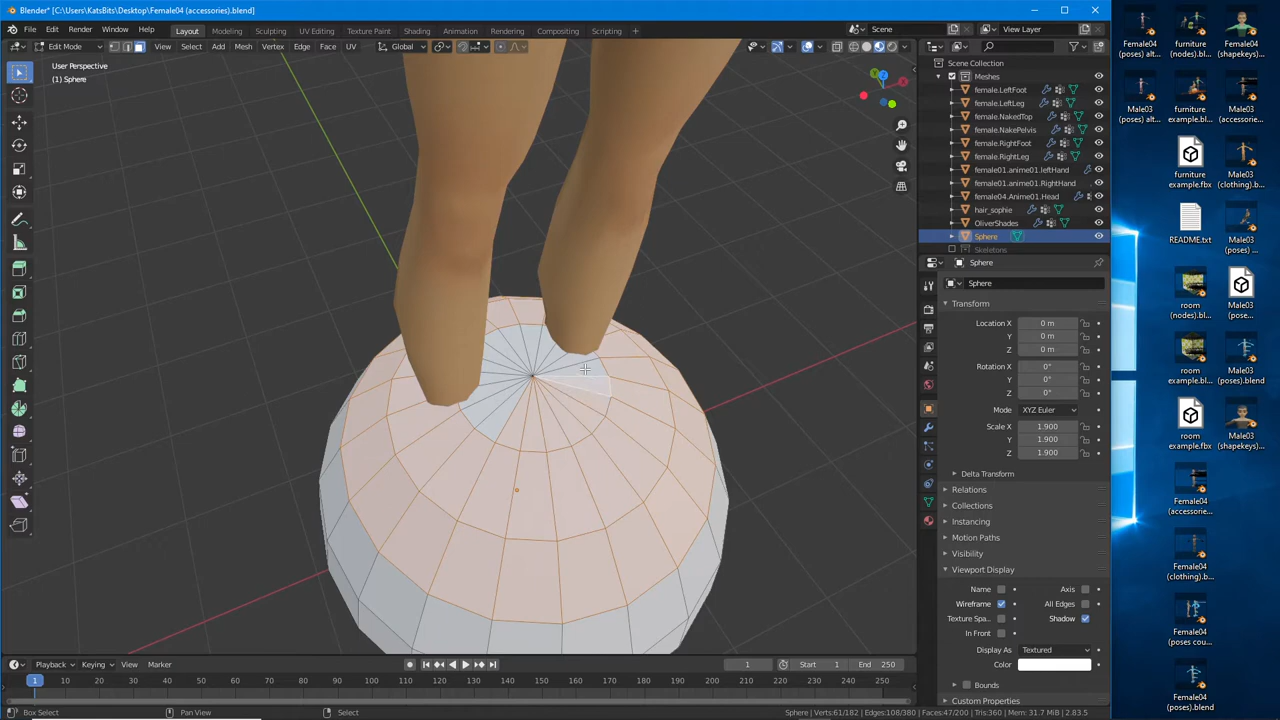 Blender* [C:\Users\KatsBits\Desktop\Female04 (accessories).blend]
File Edit Render Window Help Layout Modeling Sculpting UV Editing Texture Paint Shading Animation Rendering Compositing Scripting +
Scene View Layer
Edit Mode View Select Add Mesh Vertex Edge Face UV Global
User Perspective
(1) Sphere
Z
X
Y
Scene Collection
Meshes
female.LeftFoot
female.LeftLeg
female.NakedTop
female.NakePelvis
female.RightFoot
female.RightLeg
female01.anime01.leftHand
female01.anime01.RightHand
female04.Anime01.Head
hair_sophie
OliverShades
Sphere
Skeletons
Sphere
Sphere
Transform
Location X 0 m
Y 0 m
Z 0 m
Rotation X 0°
Y 0°
Z 0°
Mode XYZ Euler
Scale X 1.900
Y 1.900
Z 1.900
Delta Transform
Relations
Collections
Instancing
Motion Paths
Visibility
Viewport Display
Name Axis
Wireframe All Edges
Texture Spa.. Shadow
In Front
Display As Textured
Color
Bounds
Custom Properties
Playback Keying View Marker
1 Start 1 End 250
1 10 20 30 40 50 60 70 80 90 100 110 120 130 140 150 160 170 180 190 200 210 220 230 240 250
Box Select Pan View Select
Sphere | Verts:61/182 | Edges:108/380 | Faces:47/200 | Tris:360 | Mem: 31.7 MiB | 2.83.5
Female04 (poses) alt...
furniture (nodes).bl...
Female04 (shapekeys)...
Male03 (poses) alt...
furniture example.bl...
Male03 (accessorie...
furniture example.fbx
Male03 (clothing).bl...
README.txt
Male03 (poses) ...
room (nodes).bl...
Male03 (pose...
room example.bl...
Male03 (poses).blend
room example.fbx
Male03 (shapekeys)...
Female04 (accessories)...
Female04 (clothing).b...
Female04 (poses cou...
Female04 (poses).blend